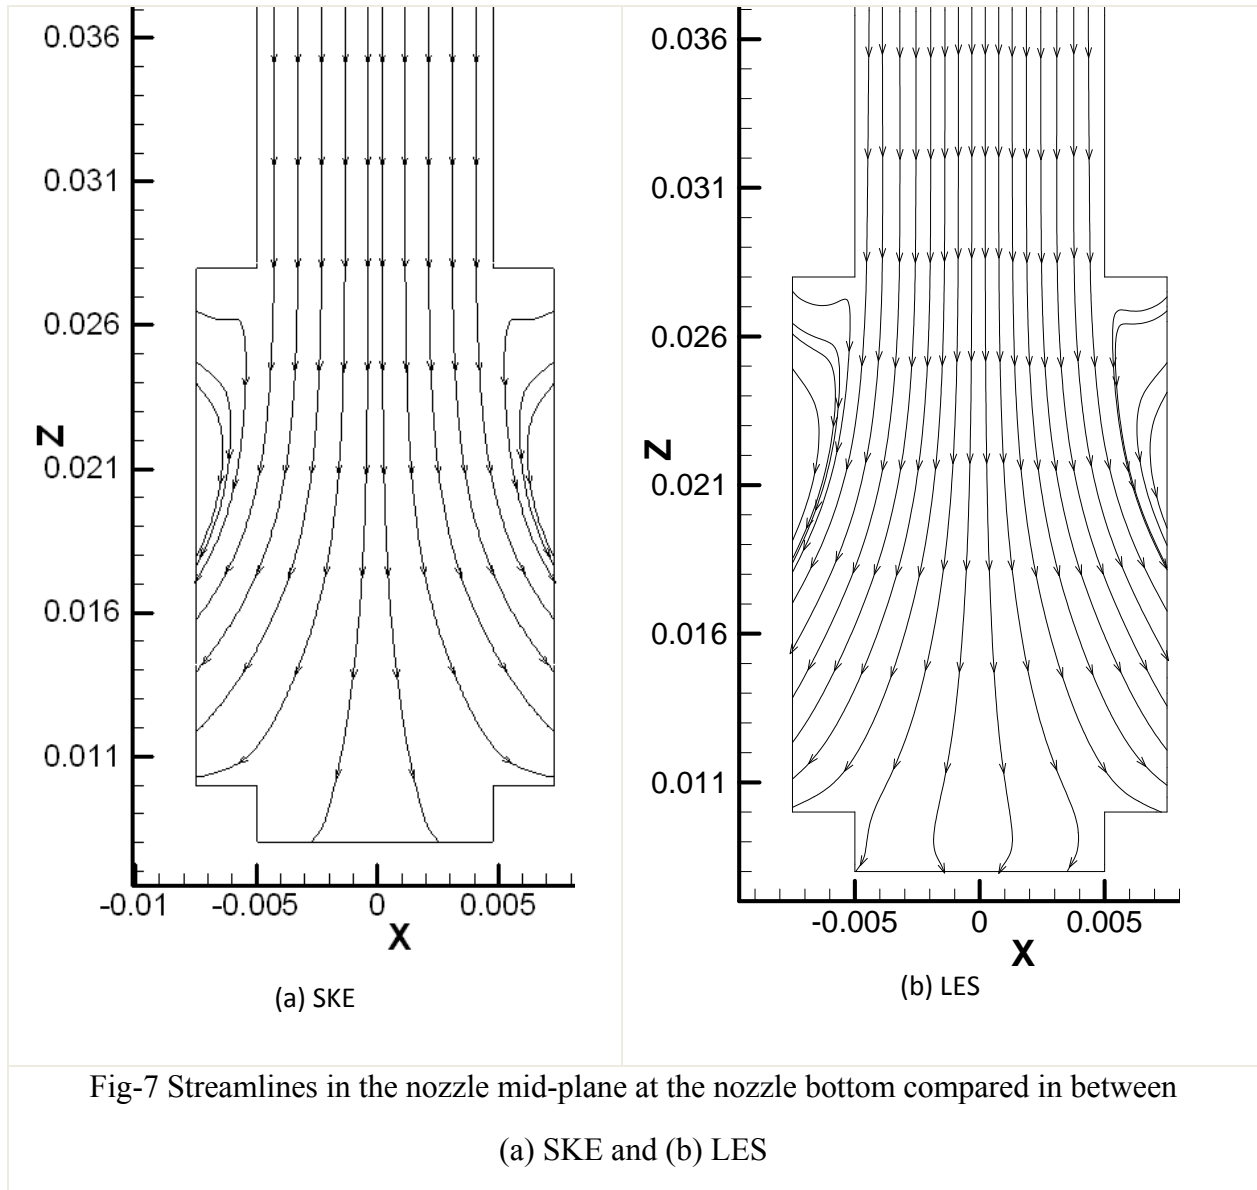 0.036
0.031
0.026
0.021
0.016
0.011
Z
-0.01 -0.005 0 0.005
X
(a) SKE
0.036
0.031
0.026
0.021
0.016
0.011
Z
-0.005 0 0.005
X
(b) LES
Fig-7 Streamlines in the nozzle mid-plane at the nozzle bottom compared in between
(a) SKE and (b) LES